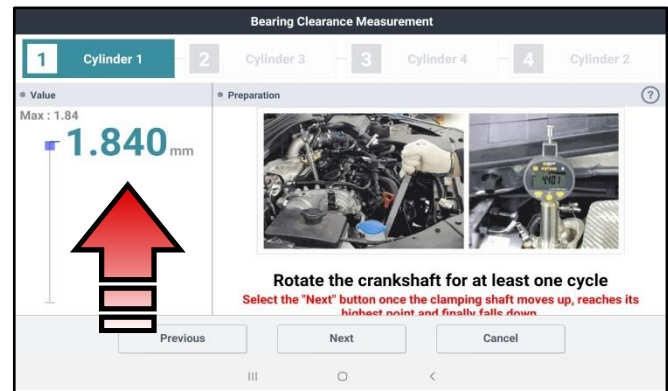 Bearing Clearance Measurement
1 Cylinder 1
2 Cylinder 3
3 Cylinder 4
4 Cylinder 2
Value
Max : 1.84
1.840 mm
Preparation
?
Rotate the crankshaft for at least one cycle
Select the "Next" button once the clamping shaft moves up, reaches its
highest point and finally falls down
Previous
Next
Cancel